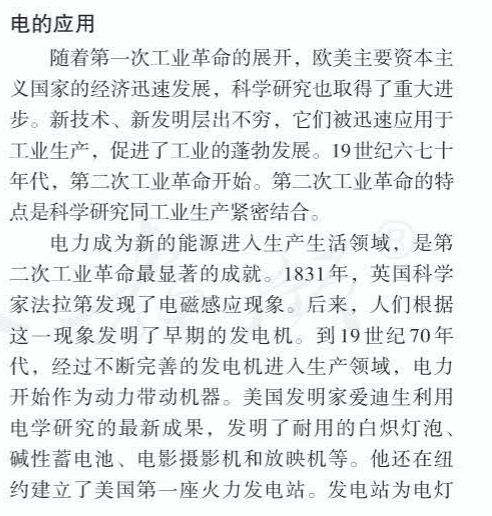 电的应用
随着第一次工业革命的展开，欧美主要资本主
义国家的经济迅速发展，科学研究也取得了重大进
步。新技术、新发明层出不穷，它们被迅速应用于
工业生产，促进了工业的蓬勃发展。19世纪六七十
年代，第二次工业革命开始。第二次工业革命的特
点是科学研究同工业生产紧密结合。
电力成为新的能源进入生产生活领域，是第
二次工业革命最显著的成就。1831年，英国科学
家法拉第发现了电磁感应现象。后来，人们根据
这一现象发明了早期的发电机。到19世纪70年
代，经过不断完善的发电机进入生产领域，电力
开始作为动力带动机器。美国发明家爱迪生利用
电学研究的最新成果，发明了耐用的白炽灯泡、
碱性蓄电池、电影摄影机和放映机等。他还在纽
约建立了美国第一座火力发电站。发电站为电灯